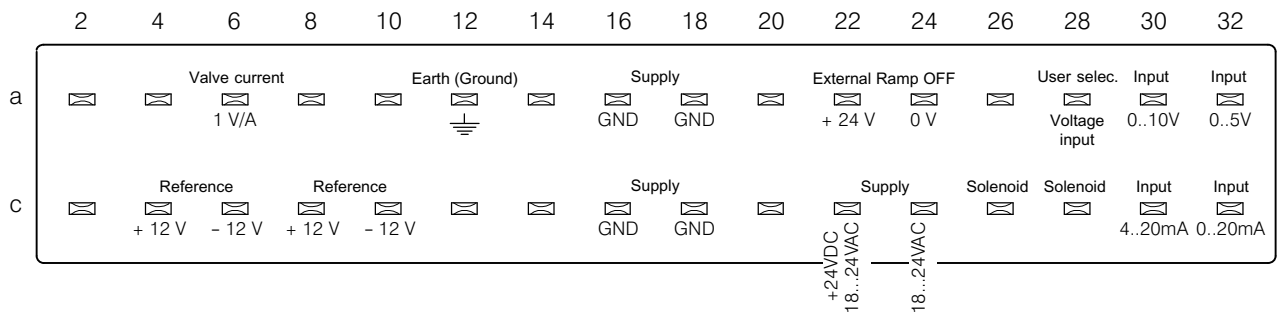 2 4 6 8 10 12 14 16 18 20 22 24 26 28 30 32
Valve current Earth (Ground) Supply External Ramp OFF User selec. Input Input
a
1 V/A GND GND + 24 V 0 V Voltage input 0..10V 0..5V
Reference Reference Supply Supply Solenoid Solenoid Input Input
c
+ 12 V - 12 V + 12 V - 12 V GND GND 4..20mA 0..20mA
+24VDC
18...24VAC
18...24VAC